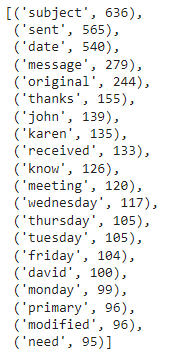 [('subject', 636),
('sent', 565),
('date', 540),
('message', 279),
('original', 244),
('thanks', 155),
('john', 139),
('karen', 135),
('received', 133),
('know', 126),
('meeting', 120),
('wednesday', 117),
('thursday', 105),
('tuesday', 105),
('friday', 104),
('david', 100),
('monday', 99),
('primary', 96),
('modified', 96),
('need', 95)]